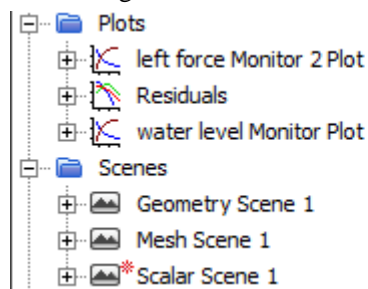 Plots
left force Monitor 2 Plot
Residuals
water level Monitor Plot
Scenes
Geometry Scene 1
Mesh Scene 1
Scalar Scene 1